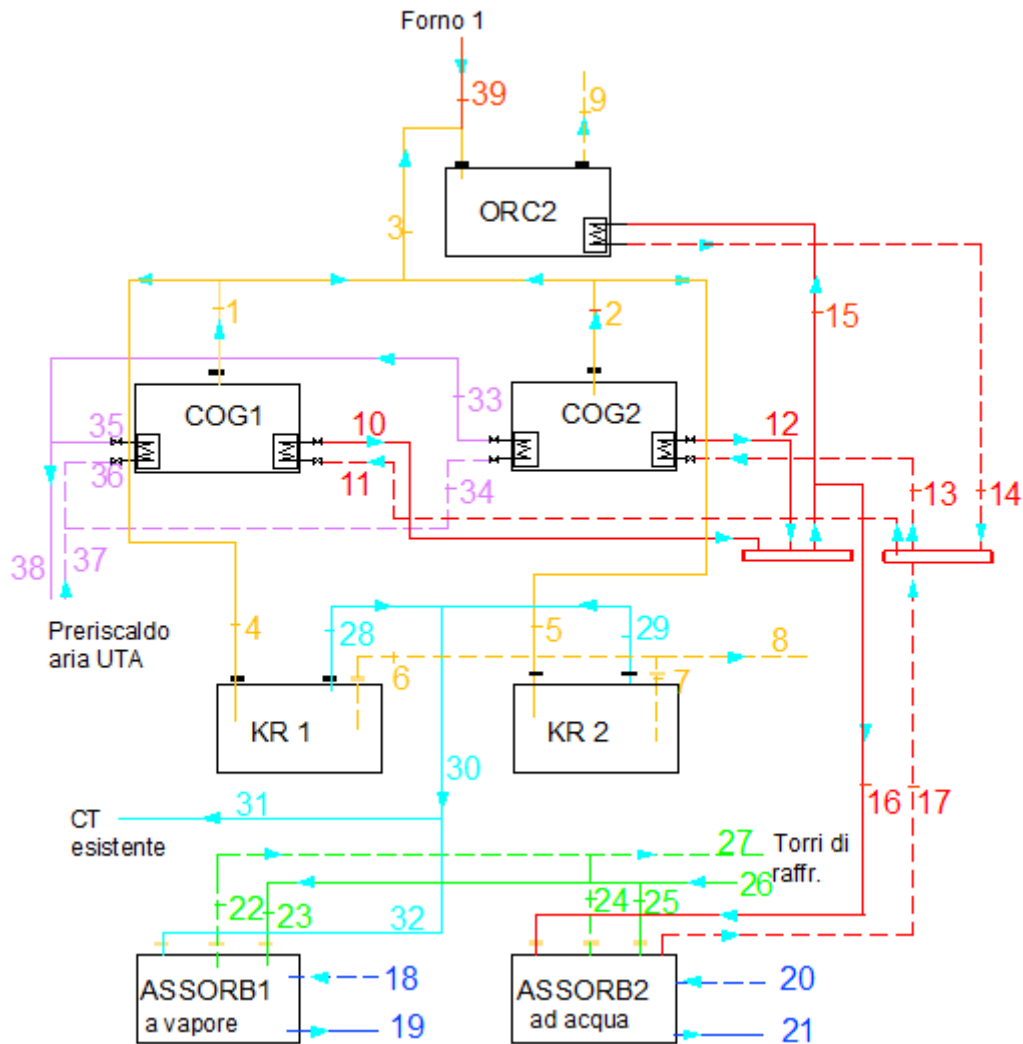 Forno 1
39
9
ORC2
3
1
2
15
COG1
33
COG2
35
10
12
36
11
34
13
14
38
37
Preriscaldo
aria UTA
4
28
5
29
8
6
7
KR 1
KR 2
30
16
17
31
CT
esistente
27
Torri di
raffr.
26
22
23
24
25
32
ASSORB1
a vapore
18
19
ASSORB2
ad acqua
20
21